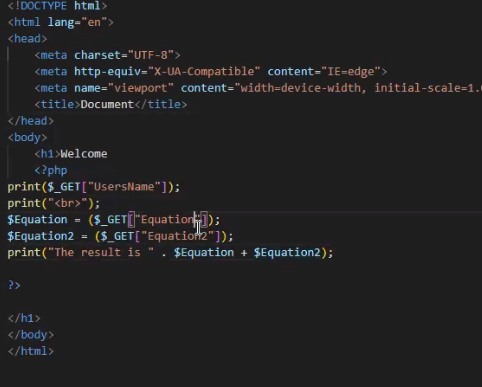 <!DOCTYPE html>
<html lang="en">
<head>
    <meta charset="UTF-8">
    <meta http-equiv="X-UA-Compatible" content="IE=edge">
    <meta name="viewport" content="width=device-width, initial-scale=1.
    <title>Document</title>
</head>
<body>
    <h1>Welcome
    <?php
print($_GET["UsersName"]);
print("<br>");
$Equation = ($_GET["Equation"]);
$Equation2 = ($_GET["Equation2"]);
print("The result is " . $Equation + $Equation2);
?>
</h1>
</body>
</html>